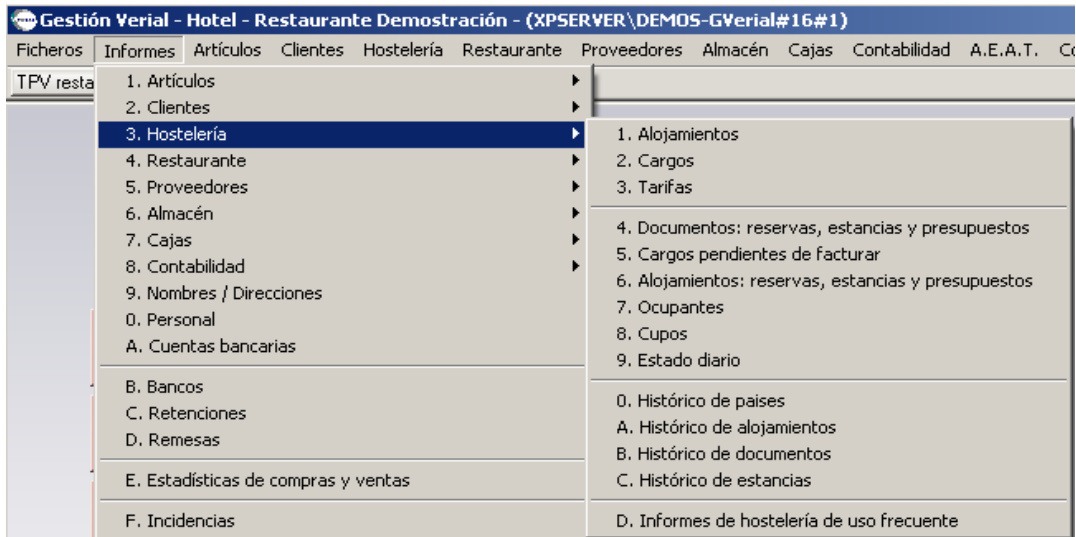 Gestión Verial - Hotel - Restaurante Demostración - (XPSERVER\DEMOS-GVerial#16#1)
Ficheros Informes Artículos Clientes Hostelería Restaurante Proveedores Almacén Cajas Contabilidad A.E.A.T.
TPV resta
1. Artículos
2. Clientes
3. Hostelería
4. Restaurante
5. Proveedores
6. Almacén
7. Cajas
8. Contabilidad
9. Nombres / Direcciones
0. Personal
A. Cuentas bancarias
B. Bancos
C. Retenciones
D. Remesas
E. Estadísticas de compras y ventas
F. Incidencias
1. Alojamientos
2. Cargos
3. Tarifas
4. Documentos: reservas, estancias y presupuestos
5. Cargos pendientes de facturar
6. Alojamientos: reservas, estancias y presupuestos
7. Ocupantes
8. Cupos
9. Estado diario
0. Histórico de paises
A. Histórico de alojamientos
B. Histórico de documentos
C. Histórico de estancias
D. Informes de hostelería de uso frecuente